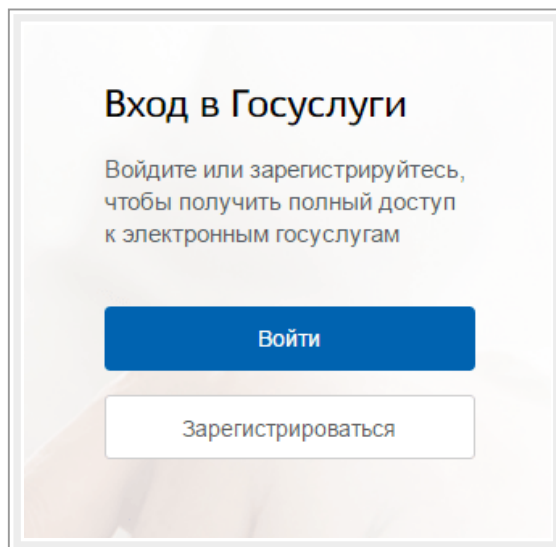 Вход в Госуслуги
Войдите или зарегистрируйтесь,
чтобы получить полный доступ
к электронным госуслугам
Войти
Зарегистрироваться